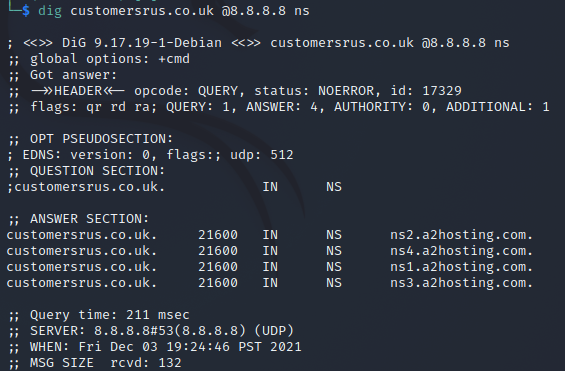 └─$ dig customersrus.co.uk @8.8.8.8 ns
; <<>> DiG 9.17.19-1-Debian <<>> customersrus.co.uk @8.8.8.8 ns
;; global options: +cmd
;; Got answer:
;; ->>HEADER<<- opcode: QUERY, status: NOERROR, id: 17329
;; flags: qr rd ra; QUERY: 1, ANSWER: 4, AUTHORITY: 0, ADDITIONAL: 1
;; OPT PSEUDOSECTION:
; EDNS: version: 0, flags:; udp: 512
;; QUESTION SECTION:
;customersrus.co.uk. IN NS
;; ANSWER SECTION:
customersrus.co.uk. 21600 IN NS ns2.a2hosting.com.
customersrus.co.uk. 21600 IN NS ns4.a2hosting.com.
customersrus.co.uk. 21600 IN NS ns1.a2hosting.com.
customersrus.co.uk. 21600 IN NS ns3.a2hosting.com.
;; Query time: 211 msec
;; SERVER: 8.8.8.8#53(8.8.8.8) (UDP)
;; WHEN: Fri Dec 03 19:24:46 PST 2021
;; MSG SIZE rcvd: 132